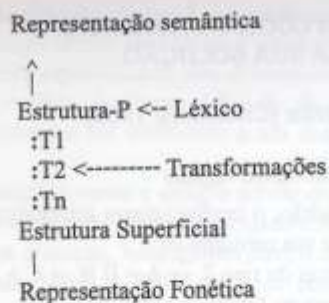 Representação semântica
^
|
Estrutura-P <-- Léxico
:T1
:T2 <--------- Transformações
:Tn
Estrutura Superficial
|
Representação Fonética